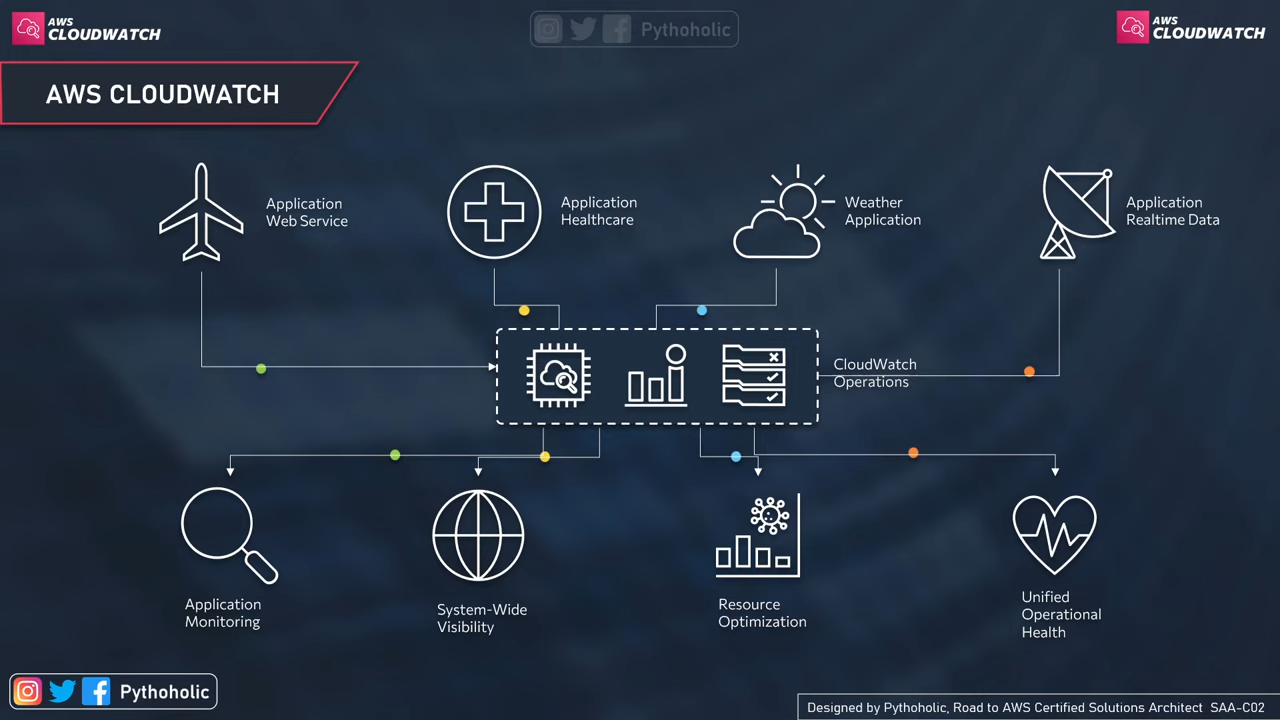 AWS
CLOUDWATCH
Pythoholic
AWS
CLOUDWATCH
AWS CLOUDWATCH
Application
Web Service
Application
Healthcare
Weather
Application
Application
Realtime Data
CloudWatch
Operations
Application
Monitoring
System-Wide
Visibility
Resource
Optimization
Unified
Operational
Health
Pythoholic
Designed by Pythoholic, Road to AWS Certified Solutions Architect SAA-C02